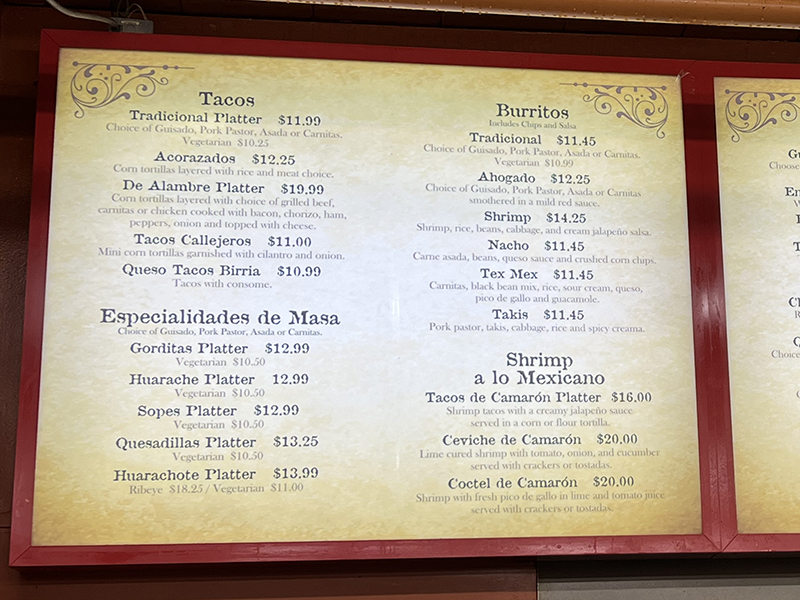 Tacos
Tradicional Platter $11.99
Choice of Guisado, Pork Pastor, Asada or Carnitas.
Vegetarian $10.25
Acorazados $12.25
Corn tortillas layered with rice and meat choice.
De Alambre Platter $19.99
Corn tortillas layered with choice of grilled beef,
carnitas or chicken cooked with bacon, chorizo, ham,
peppers, onion and topped with cheese.
Tacos Callejeros $11.00
Mini corn tortillas garnished with cilantro and onion.
Queso Tacos Birria $10.99
Tacos with consome.
Especialidades de Masa
Choice of Guisado, Pork Pastor, Asada or Carnitas.
Gorditas Platter $12.99
Vegetarian $10.50
Huarache Platter 12.99
Vegetarian $10.50
Sopes Platter $12.99
Vegetarian $10.50
Quesadillas Platter $13.25
Vegetarian $10.50
Huarachote Platter $13.99
Ribeye $18.25 / Vegetarian $11.00
Burritos
Includes Chips and Salsa
Tradicional $11.45
Choice of Guisado, Pork Pastor, Asada or Carnitas.
Vegetarian $10.99
Ahogado $12.25
Choice of Guisado, Pork Pastor, Asada or Carnitas
smothered in a mild red sauce.
Shrimp $14.25
Shrimp, rice, beans, cabbage, and cream jalapeño salsa.
Nacho $11.45
Carne asada, beans, queso sauce and crushed corn chips.
Tex Mex $11.45
Carnitas, black bean mix, rice, sour cream, queso,
pico de gallo and guacamole.
Takis $11.45
Pork pastor, takis, cabbage, rice and spicy creama.
Shrimp
a lo Mexicano
Tacos de Camarón Platter $16.00
Shrimp tacos with a creamy jalapeño sauce
served in a corn or flour tortilla.
Ceviche de Camarón $20.00
Lime cured shrimp with tomato, onion, and cucumber
served with crackers or tostadas.
Coctel de Camarón $20.00
Shrimp with fresh pico de gallo in lime and tomato juice
served with crackers or tostadas.